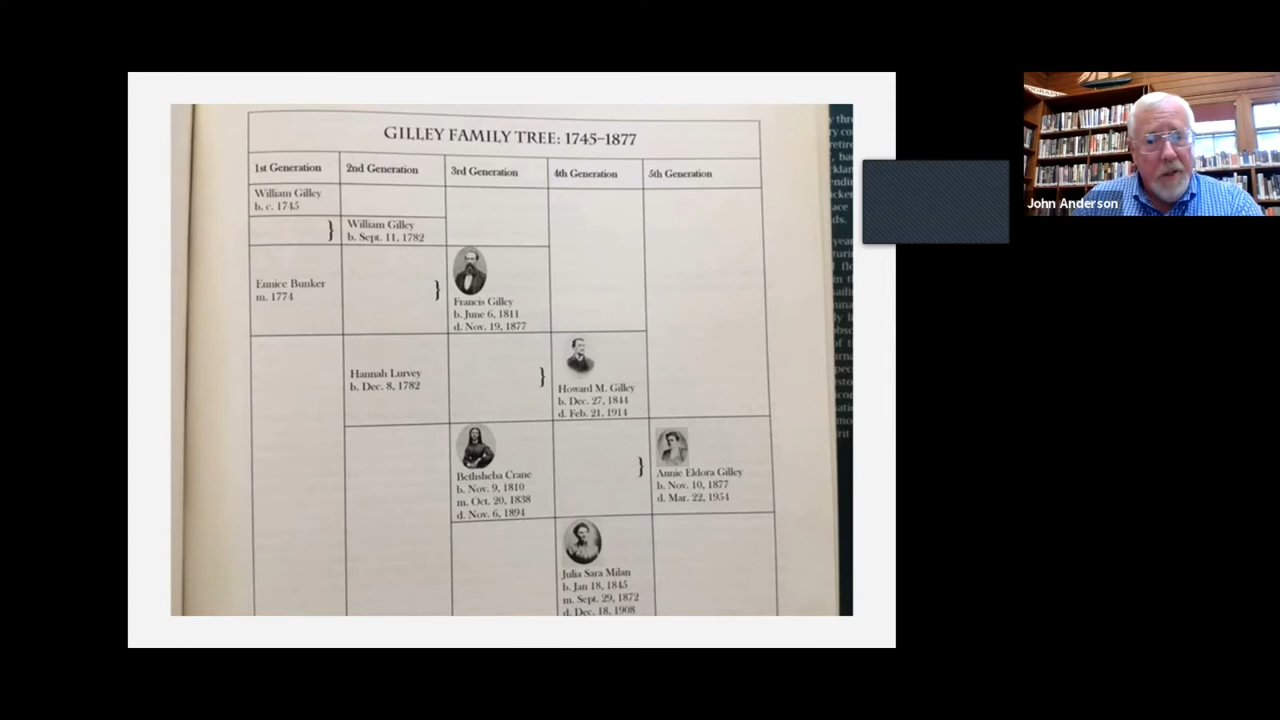 GILLEY FAMILY TREE: 1745–1877
1st Generation
2nd Generation
3rd Generation
4th Generation
5th Generation
William Gilley
b. c. 1745
William Gilley
b. Sept. 11, 1782
Eunice Bunker
m. 1774
Francis Gilley
b. June 6, 1811
d. Nov. 19, 1877
Hannah Lurvey
b. Dec. 8, 1782
Howard M. Gilley
b. Dec. 27, 1844
d. Feb. 21, 1914
Bethsheba Crane
b. Nov. 9, 1810
m. Oct. 20, 1838
d. Nov. 6, 1894
Annie Eldora Gilley
b. Nov. 10, 1877
d. Mar. 22, 1954
Julia Sara Milan
b. Jan 18, 1845
m. Sept. 29, 1872
d. Dec. 18, 1908
John Anderson